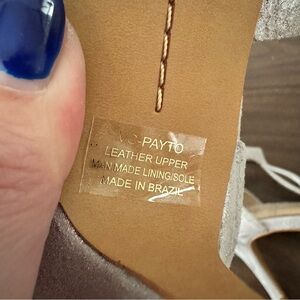 -PAYTO
LEATHER UPPER
MAN MADE LINING/SOLE
MADE IN BRAZIL